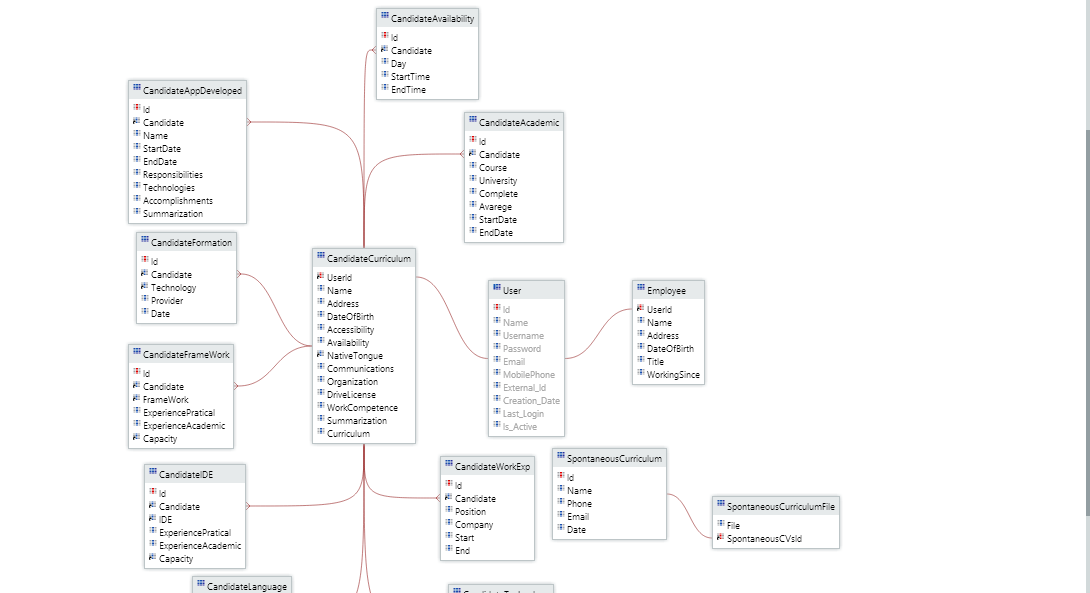 CandidateAvailability
Id
Candidate
Day
StartTime
EndTime
CandidateAppDeveloped
Id
Candidate
Name
StartDate
EndDate
Responsibilities
Technologies
Accomplishments
Summarization
CandidateAcademic
Id
Candidate
Course
University
Complete
Avarege
StartDate
EndDate
CandidateFormation
Id
Candidate
Technology
Provider
Date
CandidateCurriculum
UserId
Name
Address
DateOfBirth
Accessibility
Availability
NativeTongue
Communications
Organization
DriveLicense
WorkCompetence
Summarization
Curriculum
User
Id
Name
Username
Password
Email
MobilePhone
External_Id
Creation_Date
Last_Login
Is_Active
Employee
UserId
Name
Address
DateOfBirth
Title
WorkingSince
CandidateFrameWork
Id
Candidate
FrameWork
ExperiencePratical
ExperienceAcademic
Capacity
CandidateIDE
Id
Candidate
IDE
ExperiencePratical
ExperienceAcademic
Capacity
CandidateWorkExp
Id
Candidate
Position
Company
Start
End
SpontaneousCurriculum
Id
Name
Phone
Email
Date
SpontaneousCurriculumFile
File
SpontaneousCVsId
CandidateLanguage